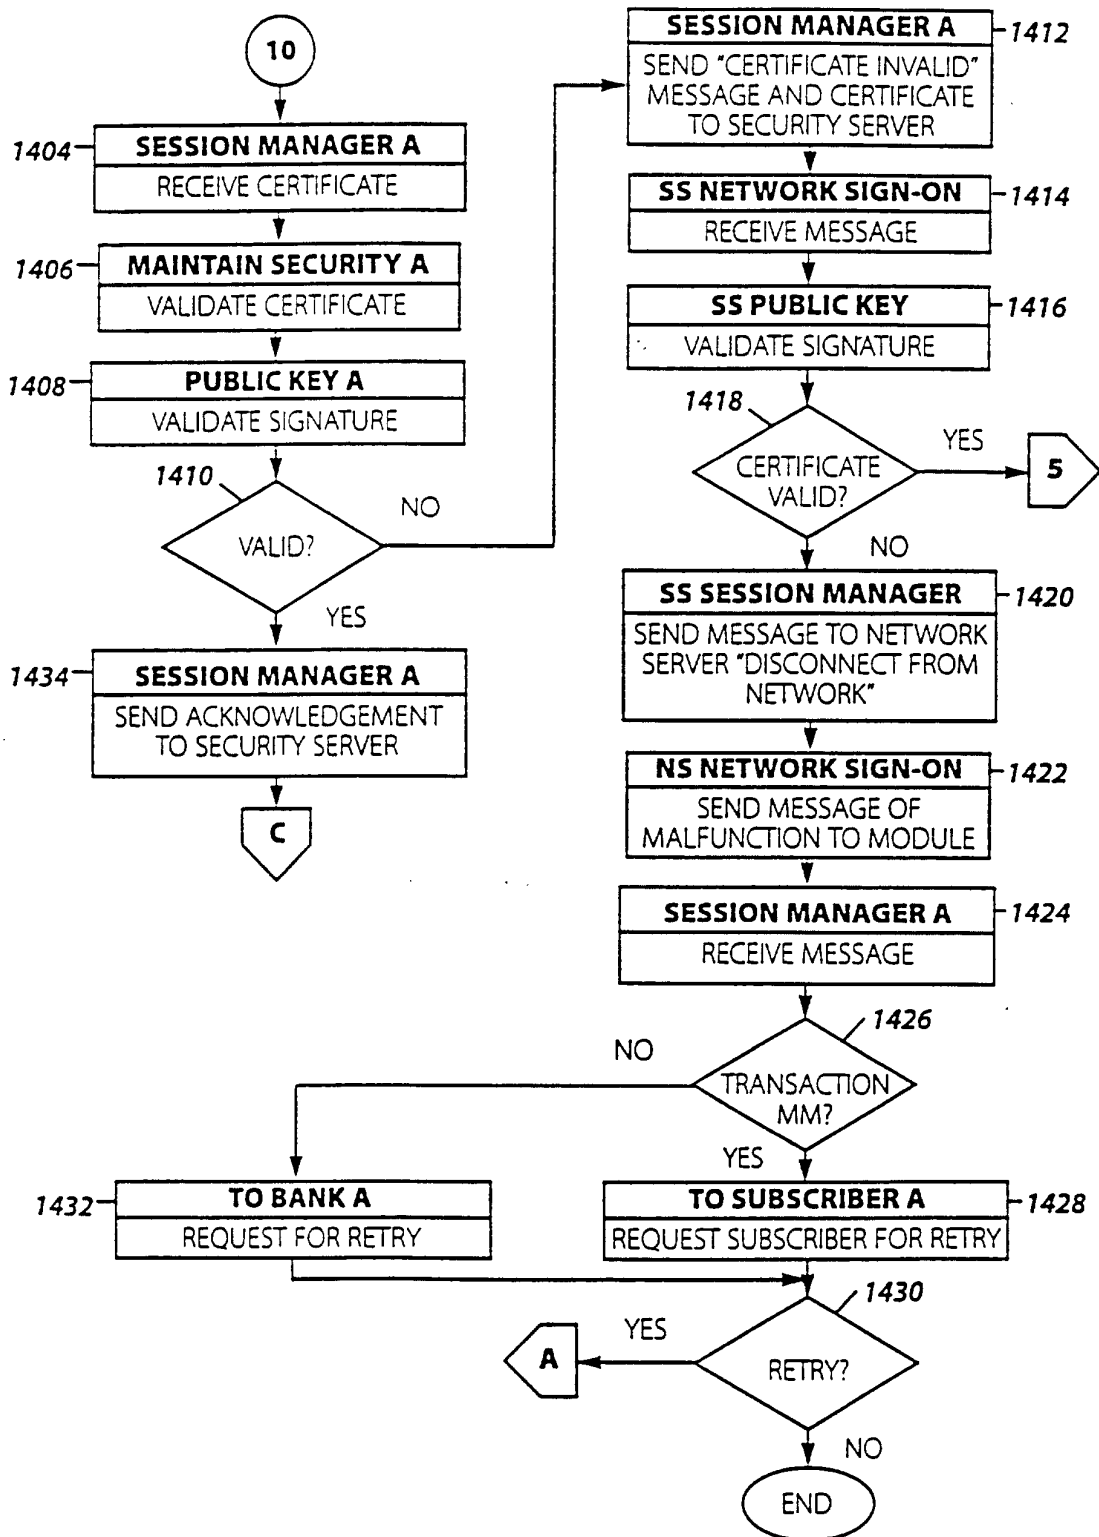 10
1404
SESSION MANAGER A
RECEIVE CERTIFICATE
1406
MAINTAIN SECURITY A
VALIDATE CERTIFICATE
1408
PUBLIC KEY A
VALIDATE SIGNATURE
1410
VALID?
NO
YES
1434
SESSION MANAGER A
SEND ACKNOWLEDGEMENT
TO SECURITY SERVER
C
SESSION MANAGER A
1412
SEND "CERTIFICATE INVALID"
MESSAGE AND CERTIFICATE
TO SECURITY SERVER
SS NETWORK SIGN-ON
1414
RECEIVE MESSAGE
SS PUBLIC KEY
1416
VALIDATE SIGNATURE
1418
CERTIFICATE
VALID?
YES
5
NO
SS SESSION MANAGER
1420
SEND MESSAGE TO NETWORK
SERVER "DISCONNECT FROM
NETWORK"
NS NETWORK SIGN-ON
1422
SEND MESSAGE OF
MALFUNCTION TO MODULE
SESSION MANAGER A
1424
RECEIVE MESSAGE
1426
TRANSACTION
MM?
NO
YES
1432
TO BANK A
REQUEST FOR RETRY
TO SUBSCRIBER A
1428
REQUEST SUBSCRIBER FOR RETRY
1430
RETRY?
YES
A
NO
END